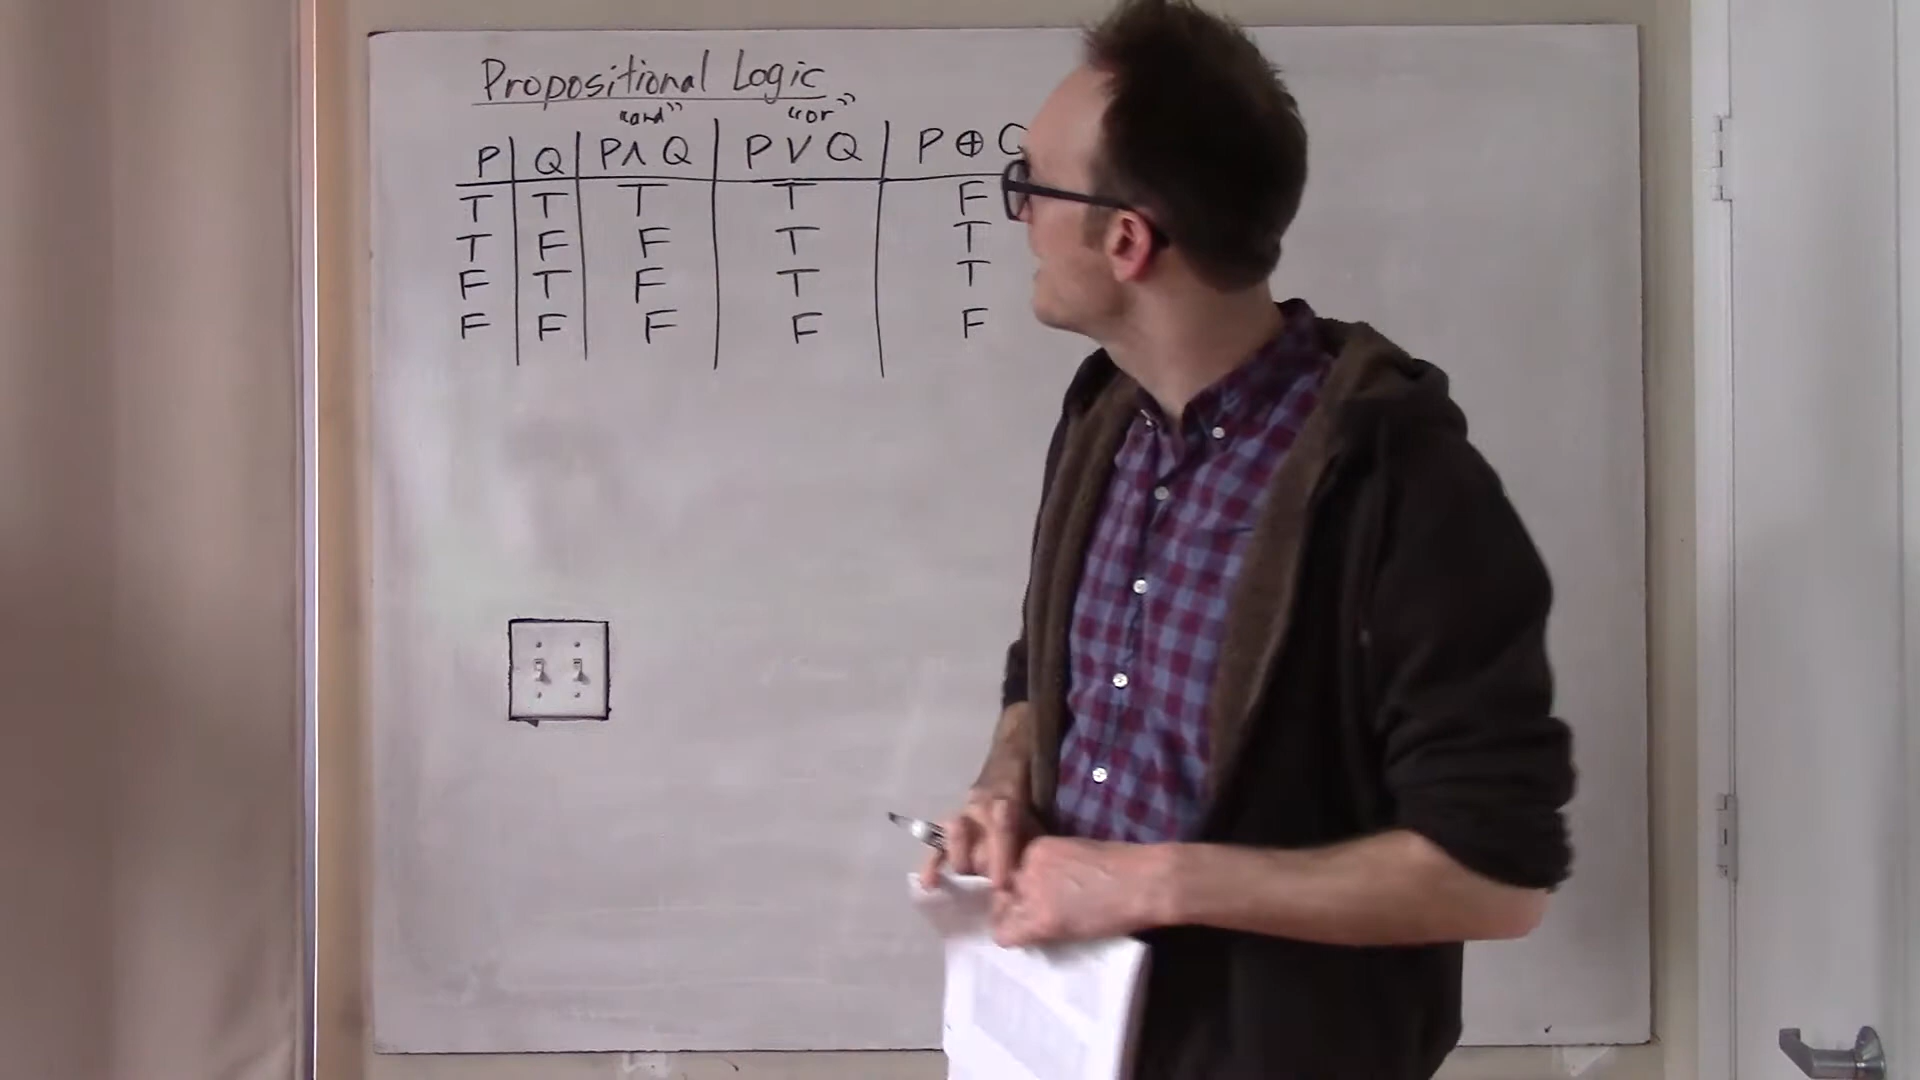 Propositional Logic
"and" "or"
P Q P∧Q P∨Q P⊕Q
T T T T F
T F F T T
F T F T T
F F F F F